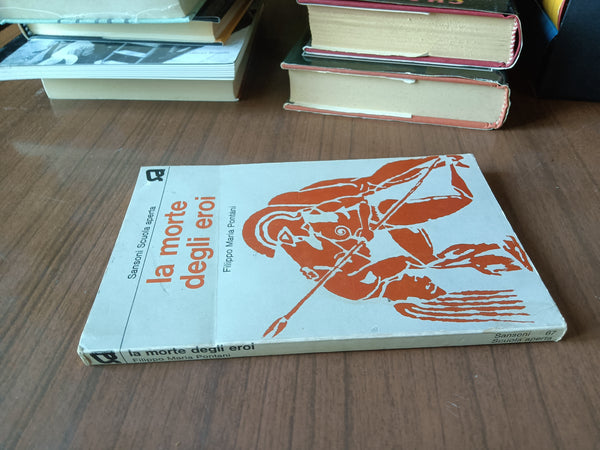 Sansoni Scuola aperta
la morte
degli eroi
Filippo Maria Pontani
la morte degli eroi
Filippo Maria Pontani
Sansoni 67
Scuola aperta